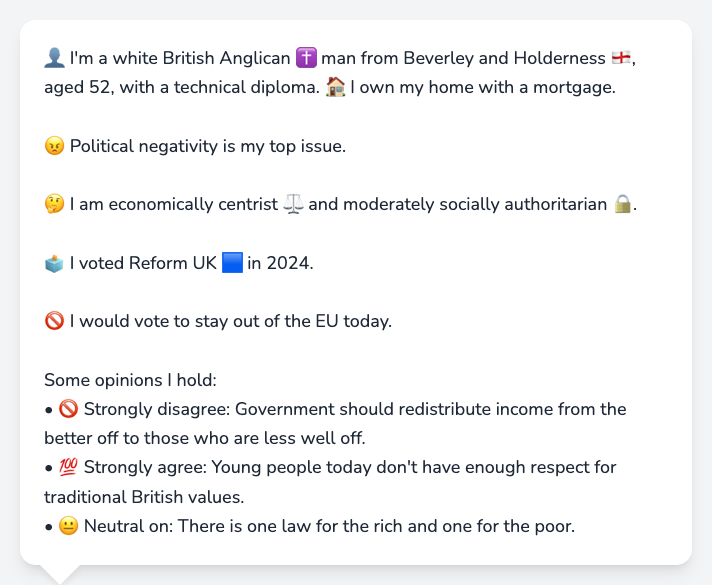 👤 I'm a white British Anglican ✝️ man from Beverley and Holderness 🏴󠁧󠁢󠁥󠁮󠁧󠁿,
aged 52, with a technical diploma. 🏠 I own my home with a mortgage.
😠 Political negativity is my top issue.
🤔 I am economically centrist ⚖️ and moderately socially authoritarian 🔒.
🗳️ I voted Reform UK 🟦 in 2024.
🚫 I would vote to stay out of the EU today.
Some opinions I hold:
• 🚫 Strongly disagree: Government should redistribute income from the
better off to those who are less well off.
• 💯 Strongly agree: Young people today don't have enough respect for
traditional British values.
• 😐 Neutral on: There is one law for the rich and one for the poor.